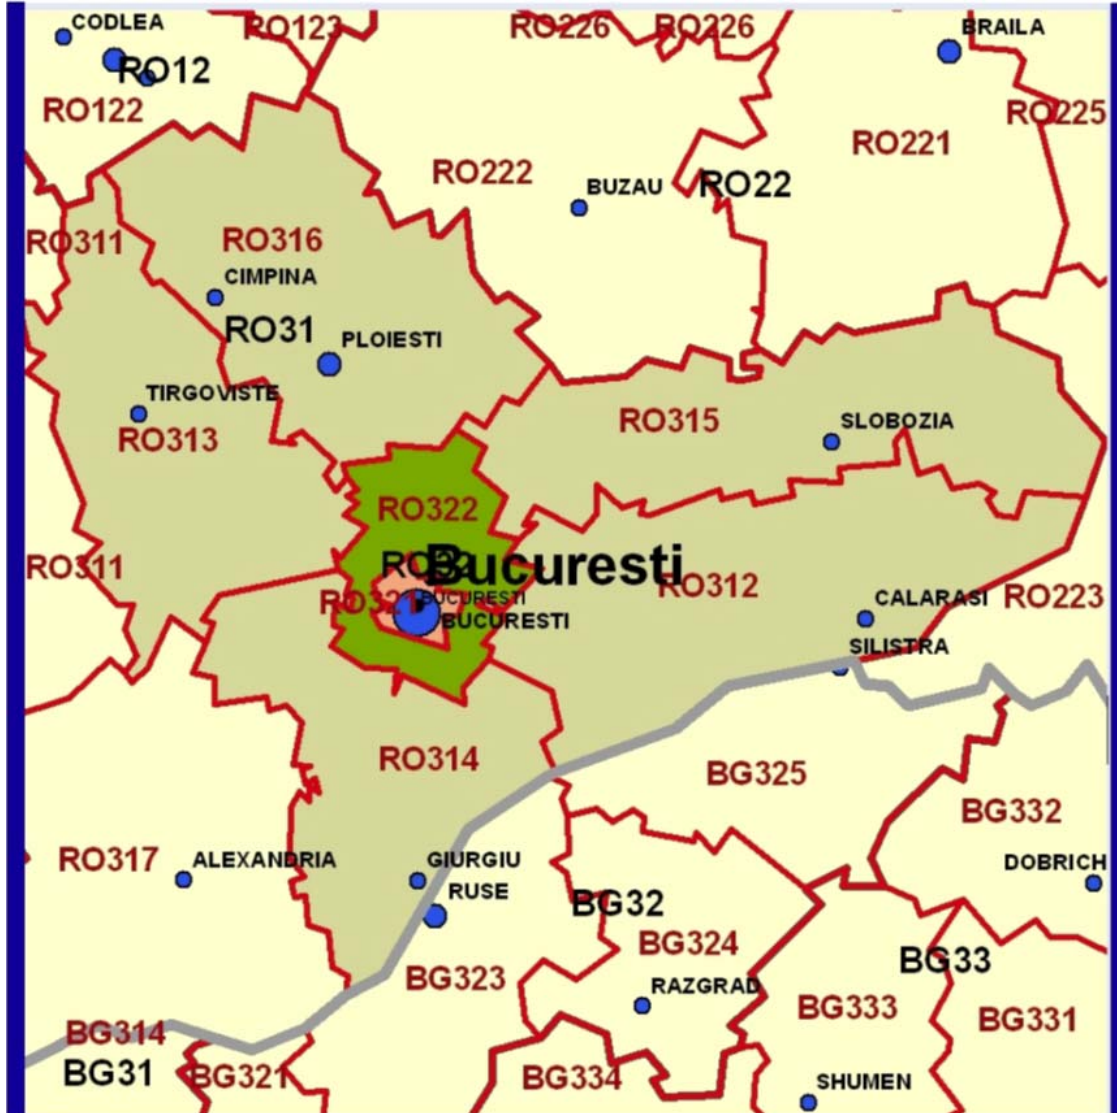 CODLEA
RO123
RO226
RO226
BRAILA
RO12
RO122
RO225
RO221
RO222
BUZAU
RO22
RO311
RO316
CIMPINA
RO31
PLOIESTI
TIRGOVISTE
RO313
RO315
SLOBOZIA
RO322
RO311
RO32
Bucuresti
RO312
RO321
BUCURESTI
BUCURESTI
CALARASI
RO223
SILISTRA
RO314
BG325
BG332
RO317
ALEXANDRIA
GIURGIU
DOBRICH
RUSE
BG32
BG324
BG33
BG323
RAZGRAD
BG333
BG331
BG314
BG31
BG321
BG334
SHUMEN